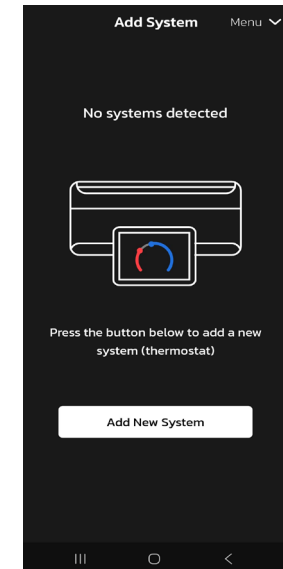 Add System Menu
No systems detected
Press the button below to add a new
system (thermostat)
Add New System